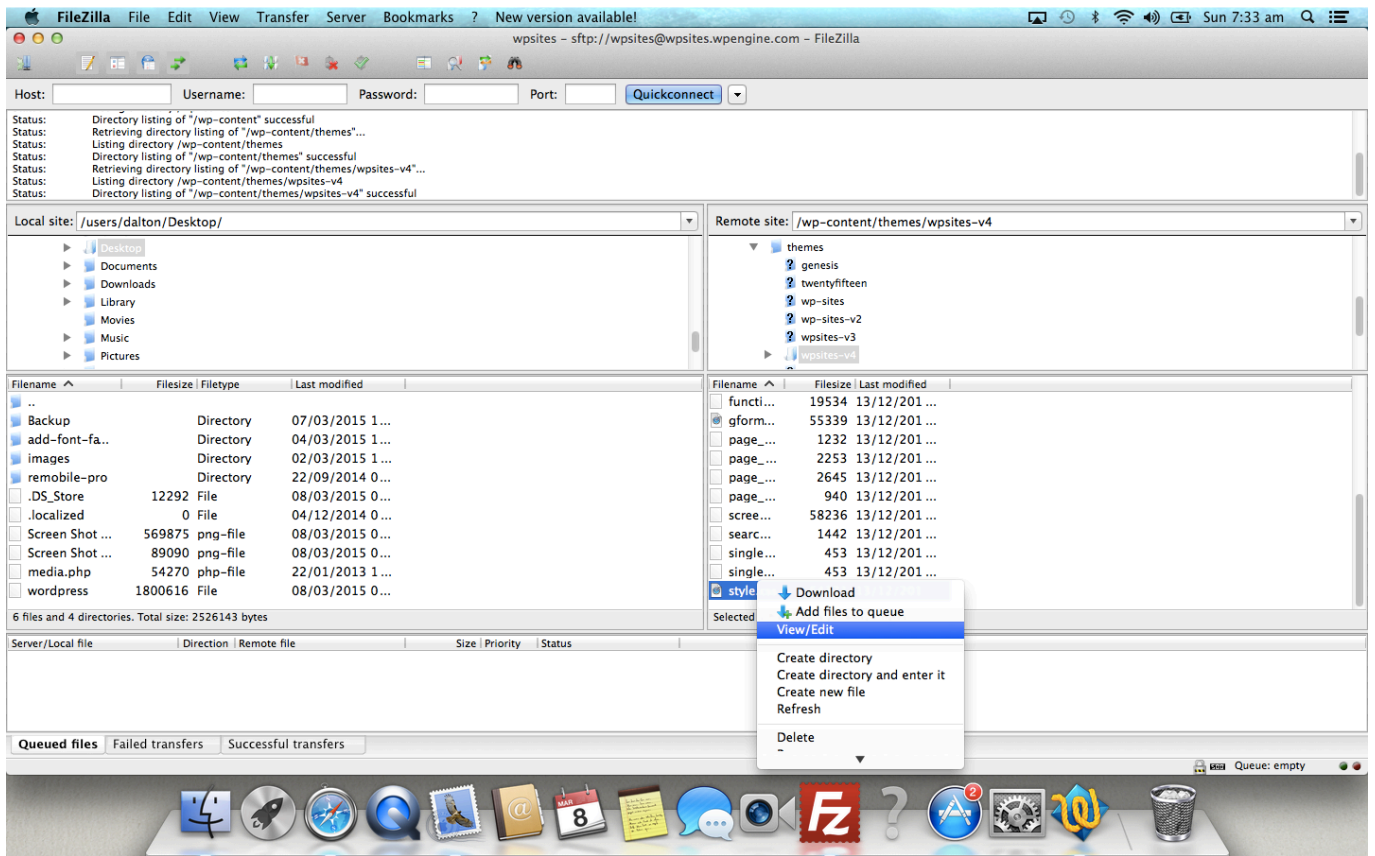 FileZilla File Edit View Transfer Server Bookmarks ? New version available! Sun 7:33 am
wpsites - sftp://wpsites@wpsites.wpengine.com - FileZilla
Host: Username: Password: Port: Quickconnect
Status: Directory listing of "/wp-content" successful
Status: Retrieving directory listing of "/wp-content/themes"...
Status: Listing directory /wp-content/themes
Status: Directory listing of "/wp-content/themes" successful
Status: Retrieving directory listing of "/wp-content/themes/wpsites-v4"...
Status: Listing directory /wp-content/themes/wpsites-v4
Status: Directory listing of "/wp-content/themes/wpsites-v4" successful
Local site: /users/dalton/Desktop/
Desktop
Documents
Downloads
Library
Movies
Music
Pictures
Filename Filesize Filetype Last modified
..
Backup Directory 07/03/2015 1...
add-font-fa... Directory 04/03/2015 1...
images Directory 02/03/2015 1...
remobile-pro Directory 22/09/2014 0...
.DS_Store 12292 File 08/03/2015 0...
.localized 0 File 04/12/2014 0...
Screen Shot ... 569875 png-file 08/03/2015 0...
Screen Shot ... 89090 png-file 08/03/2015 0...
media.php 54270 php-file 22/01/2013 1...
wordpress 1800616 File 08/03/2015 0...
6 files and 4 directories. Total size: 2526143 bytes
Remote site: /wp-content/themes/wpsites-v4
themes
genesis
twentyfifteen
wp-sites
wp-sites-v2
wpsites-v3
wpsites-v4
Filename Filesize Last modified
functi... 19534 13/12/201 ...
gform... 55339 13/12/201 ...
page_... 1232 13/12/201 ...
page_... 2253 13/12/201 ...
page_... 2645 13/12/201 ...
page_... 940 13/12/201 ...
scree... 58236 13/12/201 ...
searc... 1442 13/12/201 ...
single... 453 13/12/201 ...
single... 453 13/12/201 ...
style
Selected
Download
Add files to queue
View/Edit
Create directory
Create directory and enter it
Create new file
Refresh
Delete
Server/Local file Direction Remote file Size Priority Status
Queued files Failed transfers Successful transfers
Queue: empty
MAR
8
@
Fz
?
2